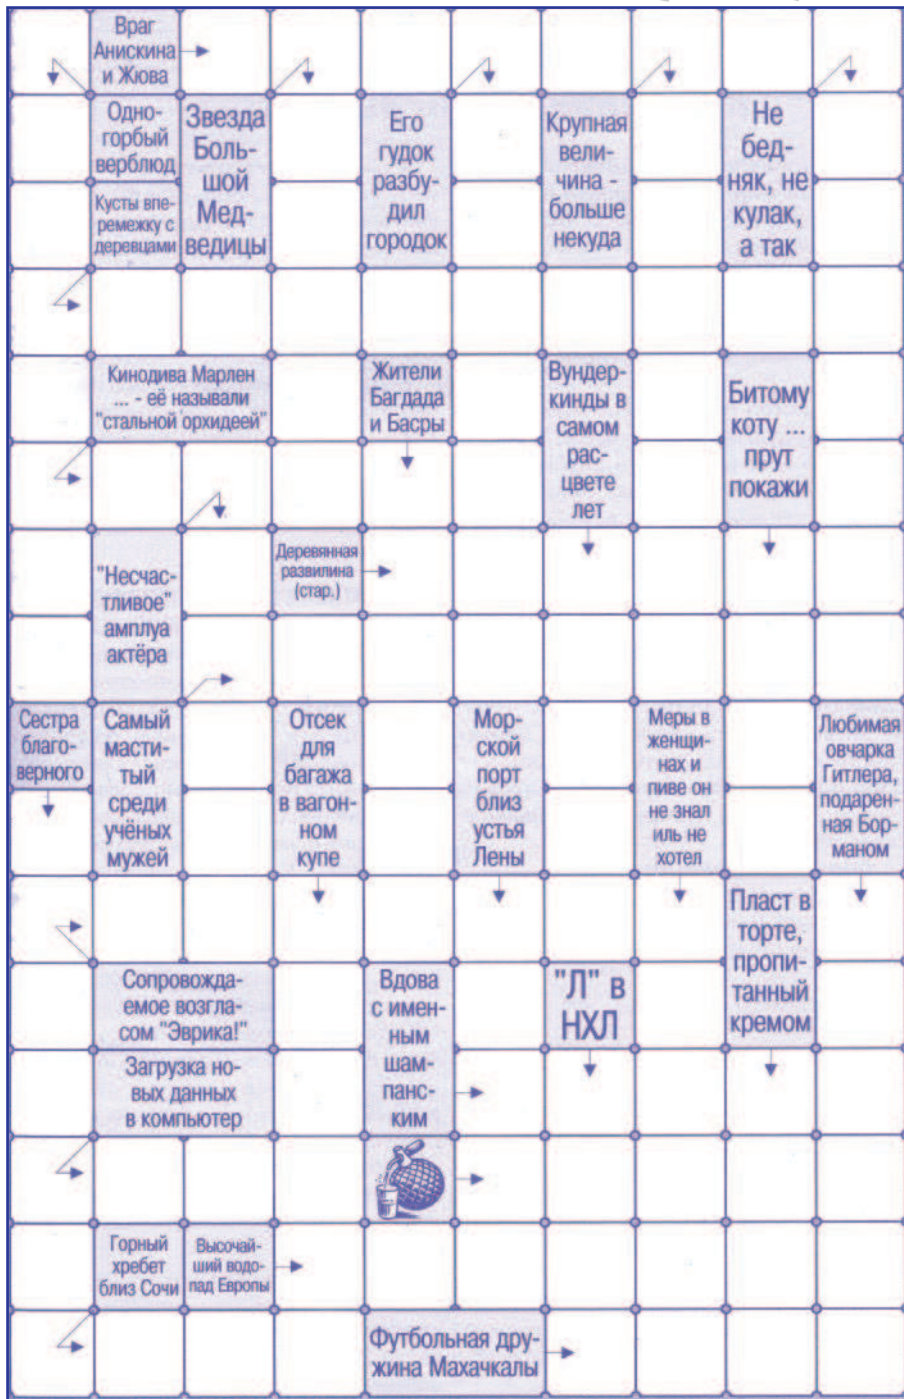 Враг
Анискина
и Жюва
Одно-
горбый
верблюд
Звезда
Боль-
шой
Мед-
ведицы
Его
гудок
разбу-
дил
городок
Крупная
вели-
чина -
больше
некуда
Не
бед-
няк, не
кулак,
а так
Кусты впе-
ремежку с
деревцами
Кинодива Марлен
... - её называли
"стальной орхидеей"
Жители
Багдада
и Басры
Вундер-
кинды в
самом
рас-
цвете
лет
Битому
коту ...
прут
покажи
"Несчас-
тливое"
амплуа
актёра
Деревянная
развилина
(стар.)
Сестра
благо-
верного
Самый
масти-
тый
среди
учёных
мужей
Отсек
для
багажа
в вагон-
ном
купе
Мор-
ской
порт
близ
устья
Лены
Меры в
женщи-
нах и
пиве он
не знал
иль не
хотел
Любимая
овчарка
Гитлера,
подарен-
ная Бор-
маном
Пласт в
торте,
пропи-
танный
кремом
Сопровожда-
емое возгла-
сом "Эврика!"
Вдова
с имен-
ным
шам-
панс-
ким
"Л" в
НХЛ
Загрузка но-
вых данных
в компьютер
Горный
хребет
близ Сочи
Высочай-
ший водо-
пад Европы
Футбольная дру-
жина Махачкалы